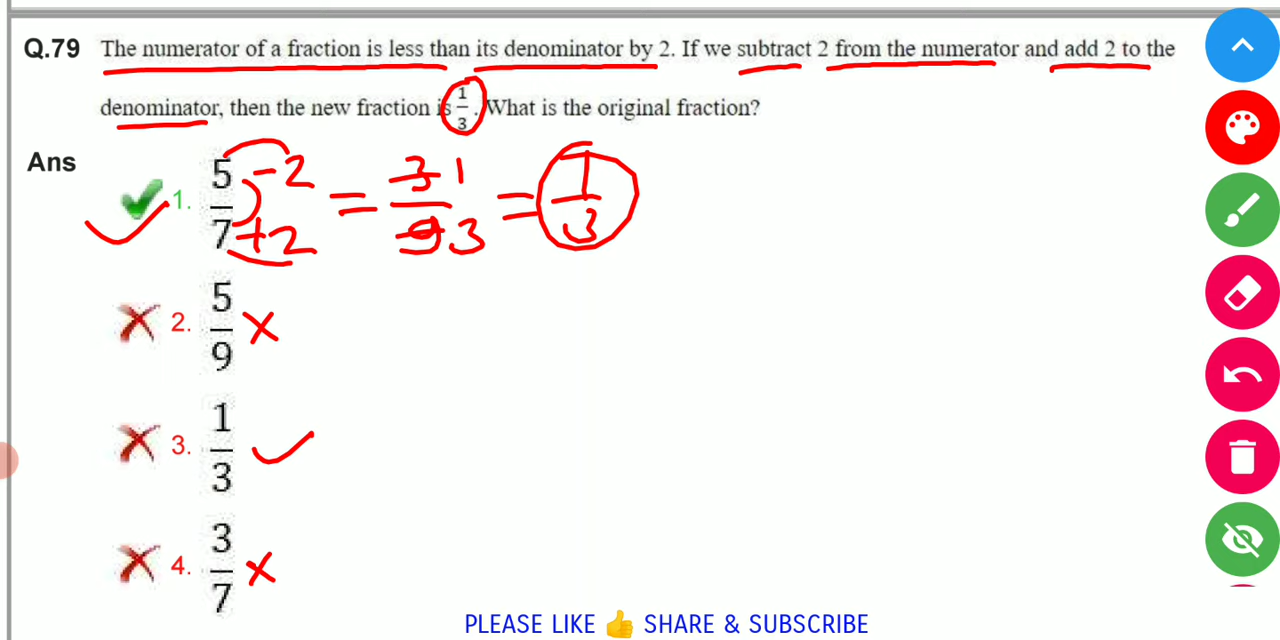 Q.79 The numerator of a fraction is less than its denominator by 2. If we subtract 2 from the numerator and add 2 to the
denominator, then the new fraction is 1/3. What is the original fraction?
Ans
1. 5/7 -2 +2 = 3/9 1 3 = 1/3
2. 5/9 ×
3. 1/3 ✓
4. 3/7 ×
PLEASE LIKE 👍 SHARE & SUBSCRIBE